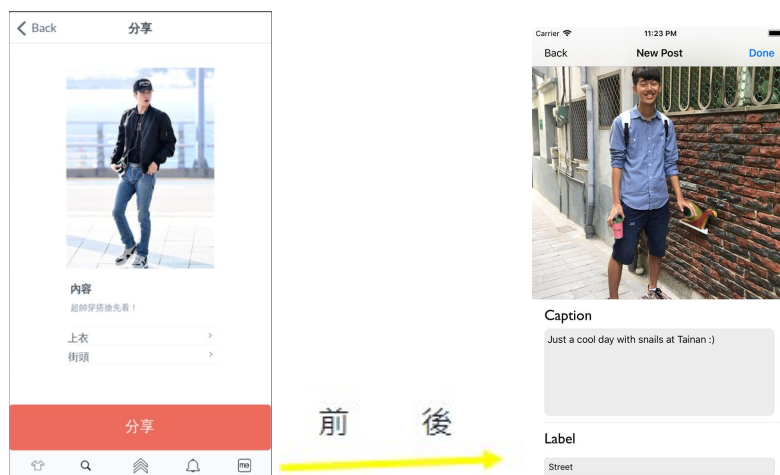 Back
分享
內容
超帥穿搭搶先看！
上衣
街頭
分享
me
前 後
Carrier 11:23 PM
Back New Post Done
Caption
Just a cool day with snails at Tainan :)
Label
Street